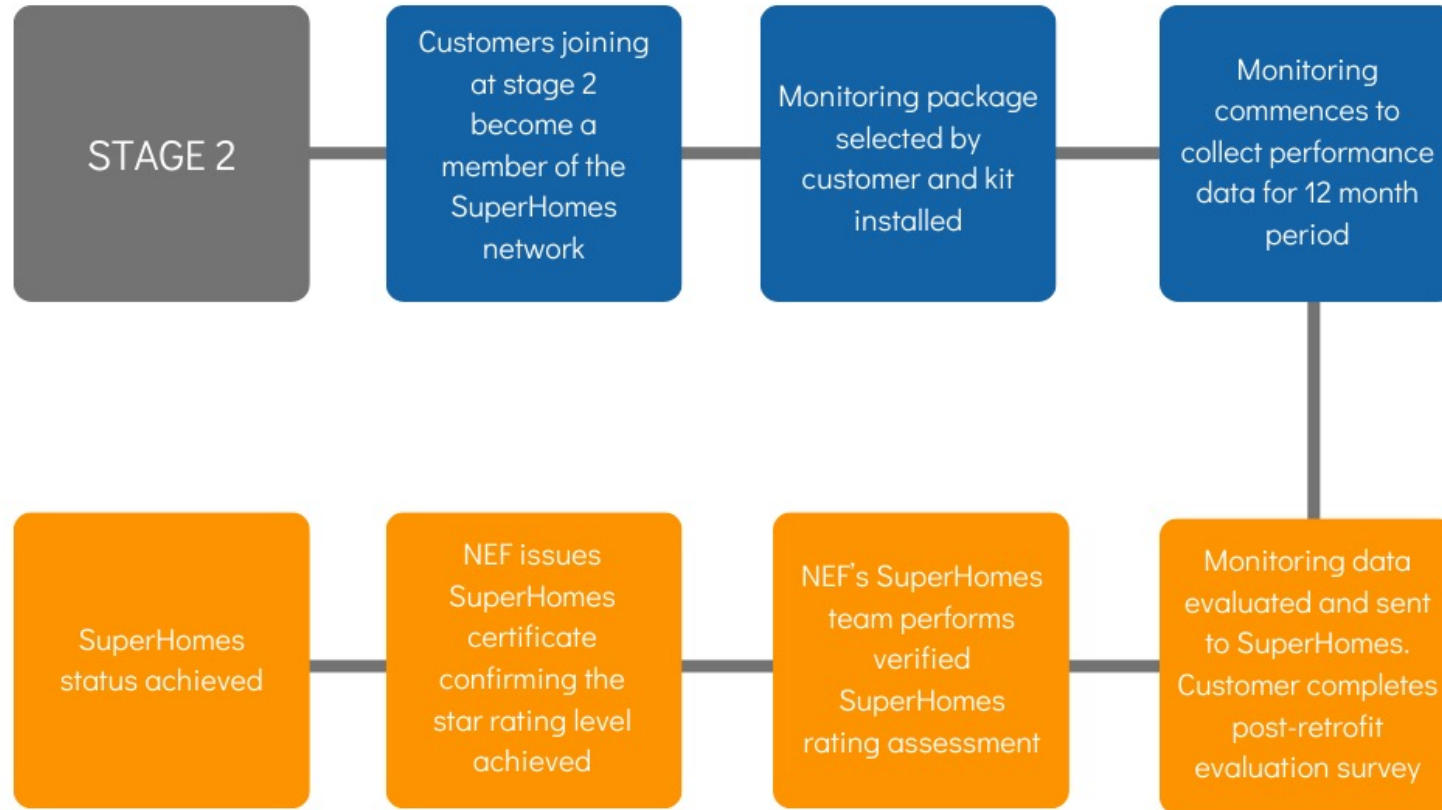 STAGE 2
Customers joining
at stage 2
become a
member of the
SuperHomes
network
Monitoring package
selected by
customer and kit
installed
Monitoring
commences to
collect performance
data for 12 month
period
SuperHomes
status achieved
NEF issues
SuperHomes
certificate
confirming the
star rating level
achieved
NEF's SuperHomes
team performs
verified
SuperHomes
rating assessment
Monitoring data
evaluated and sent
to SuperHomes.
Customer completes
post-retrofit
evaluation survey